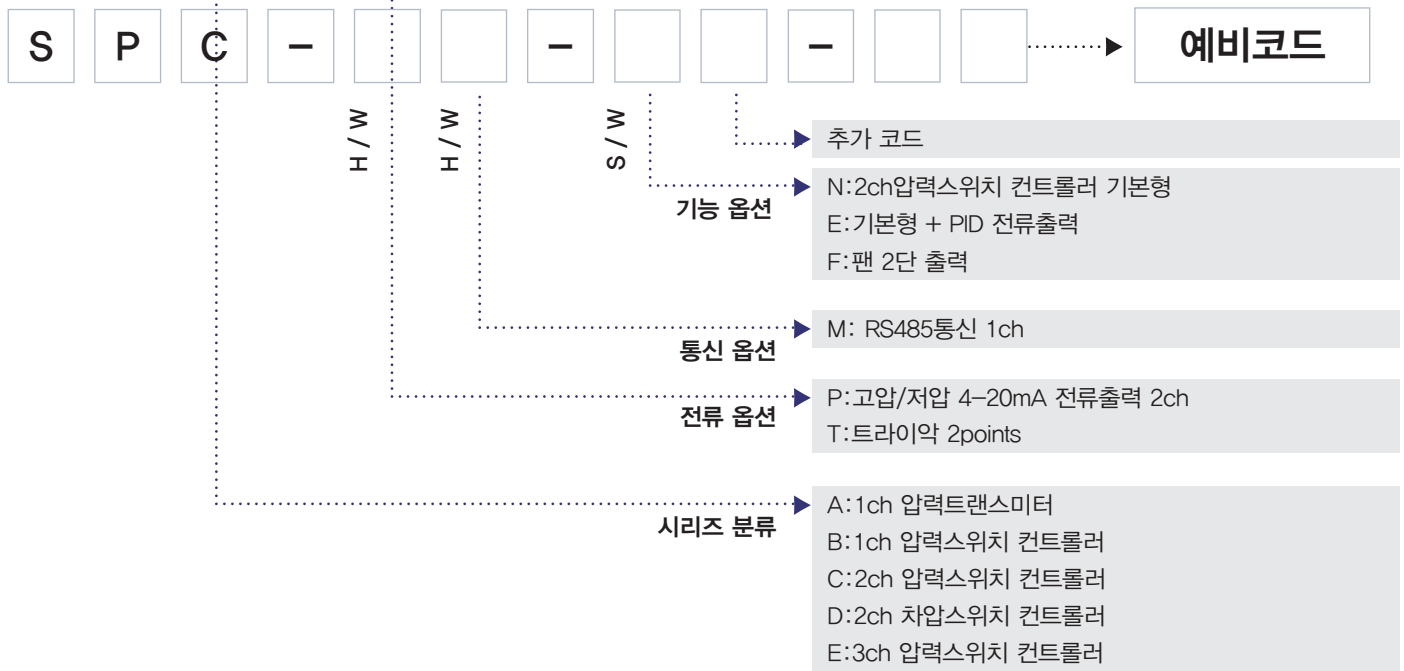 S P C - - - 예비코드
H/W H/W S/W
추가 코드
기능 옵션
N:2ch압력스위치 컨트롤러 기본형
E:기본형 + PID 전류출력
F:팬 2단 출력
통신 옵션
M: RS485통신 1ch
전류 옵션
P:고압/저압 4-20mA 전류출력 2ch
T:트라이악 2points
시리즈 분류
A:1ch 압력트랜스미터
B:1ch 압력스위치 컨트롤러
C:2ch 압력스위치 컨트롤러
D:2ch 차압스위치 컨트롤러
E:3ch 압력스위치 컨트롤러